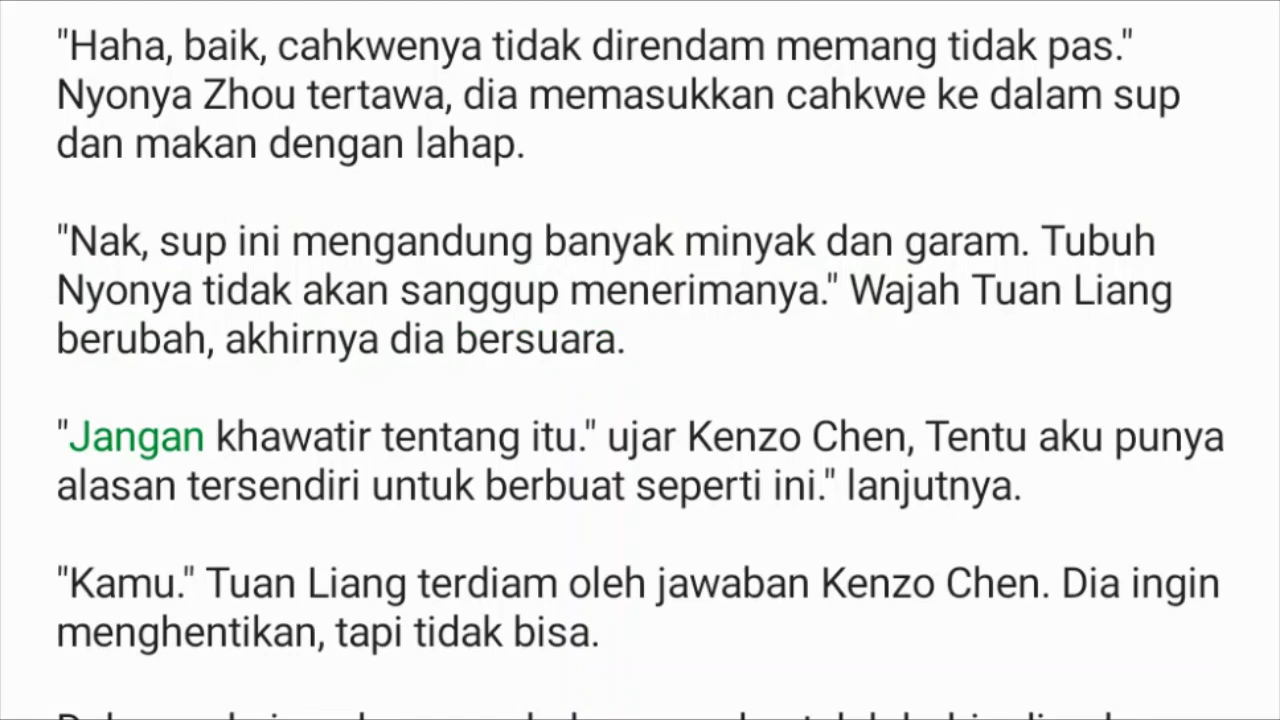 "Haha, baik, cahkwenya tidak direndam memang tidak pas."
Nyonya Zhou tertawa, dia memasukkan cahkwe ke dalam sup
dan makan dengan lahap.
"Nak, sup ini mengandung banyak minyak dan garam. Tubuh
Nyonya tidak akan sanggup menerimanya." Wajah Tuan Liang
berubah, akhirnya dia bersuara.
"Jangan khawatir tentang itu." ujar Kenzo Chen, Tentu aku punya
alasan tersendiri untuk berbuat seperti ini." lanjutnya.
"Kamu." Tuan Liang terdiam oleh jawaban Kenzo Chen. Dia ingin
menghentikan, tapi tidak bisa.